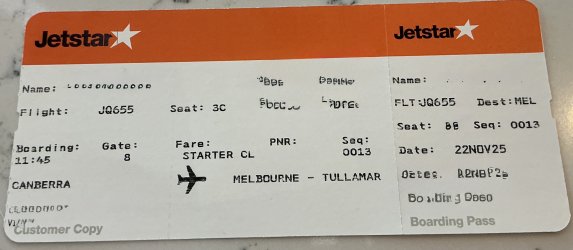 Jetstar
Name:
Flight: JQ655 Seat: 3C
Boarding: Gate: Fare: PNR: Seq:
11:45 8 STARTER CL 0013
CANBERRA MELBOURNE - TULLAMAR
Customer Copy
Jetstar
Name:
FLT:JQ655 Dest:MEL
Seat: Seq: 0013
Date: 22NOV25
Boarding Pass